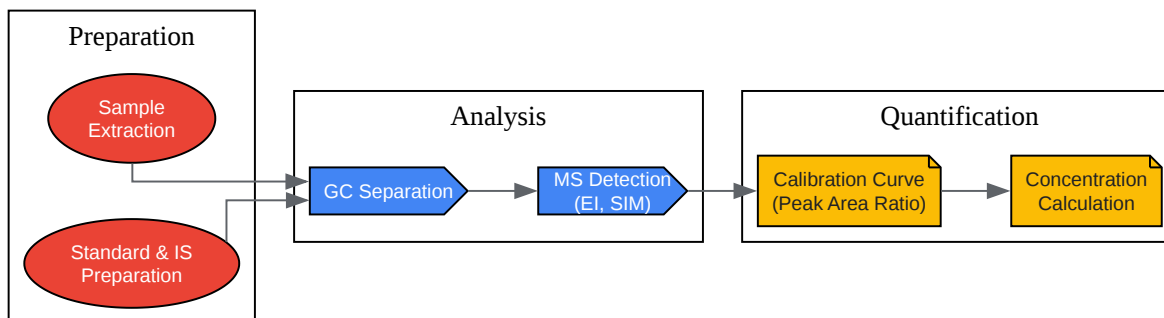 Preparation
Sample
Extraction
Standard & IS
Preparation
Analysis
GC Separation
MS Detection
(EI, SIM)
Quantification
Calibration Curve
(Peak Area Ratio)
Concentration
Calculation